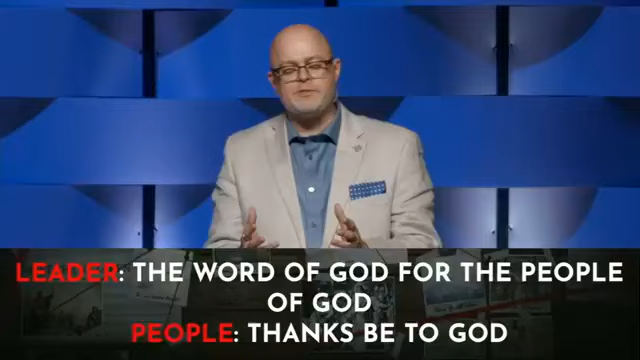 LEADER: THE WORD OF GOD FOR THE PEOPLE
OF GOD
PEOPLE: THANKS BE TO GOD